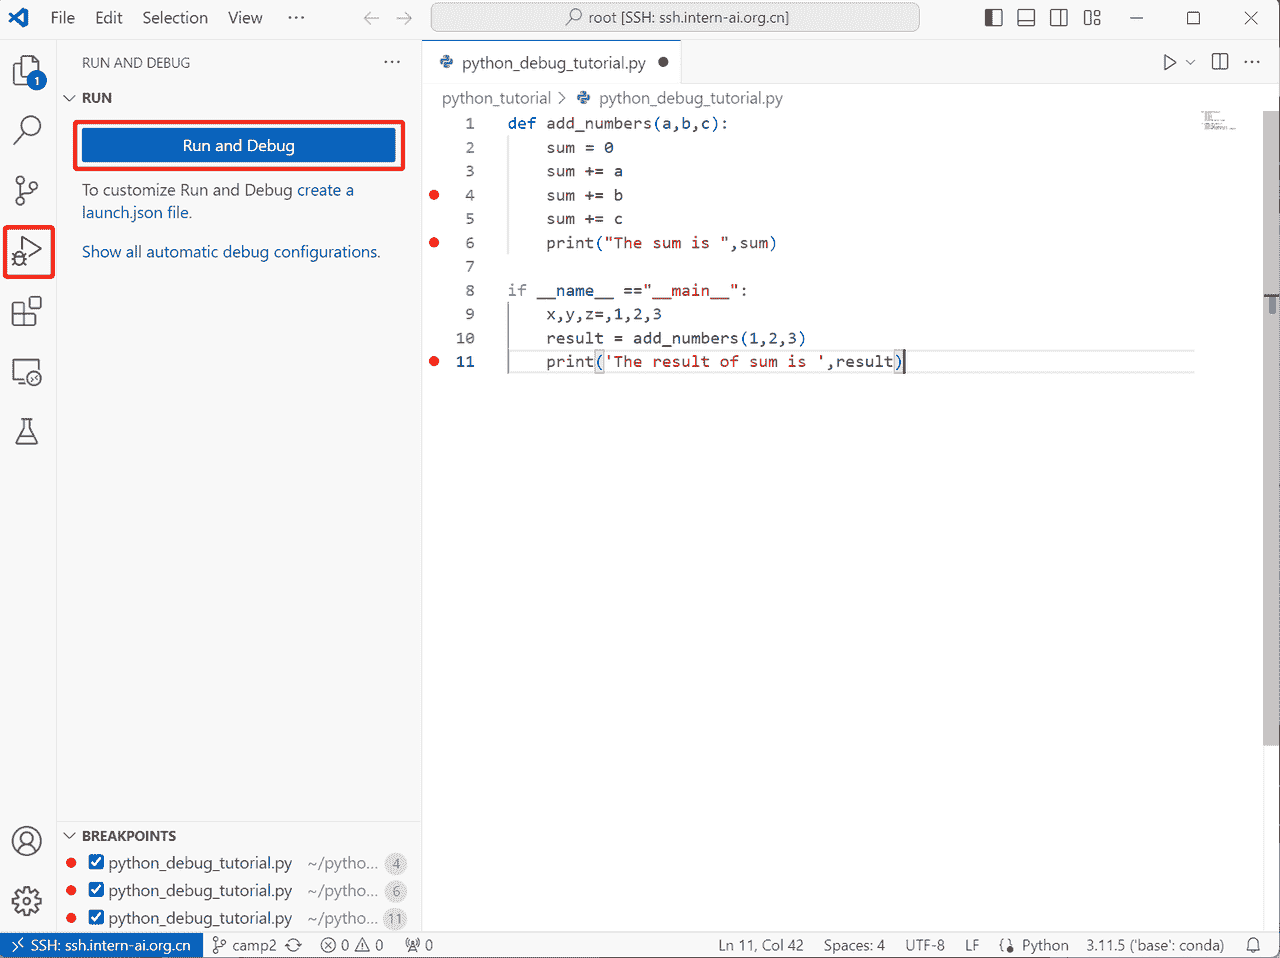 File Edit Selection View ··· root [SSH: ssh.intern-ai.org.cn]
1
RUN AND DEBUG ···
RUN
Run and Debug
To customize Run and Debug create a
launch.json file.
Show all automatic debug configurations.
python_debug_tutorial.py
python_tutorial > python_debug_tutorial.py
1 def add_numbers(a,b,c):
2 sum = 0
3 sum += a
4 sum += b
5 sum += c
6 print("The sum is ",sum)
7
8 if __name__ =="__main__":
9 x,y,z=,1,2,3
10 result = add_numbers(1,2,3)
11 print('The result of sum is ',result)
BREAKPOINTS
python_debug_tutorial.py ~/pytho... 4
python_debug_tutorial.py ~/pytho... 6
python_debug_tutorial.py ~/pytho... 11
SSH: ssh.intern-ai.org.cn camp2 0 0 0 Ln 11, Col 42 Spaces: 4 UTF-8 LF Python 3.11.5 ('base': conda)